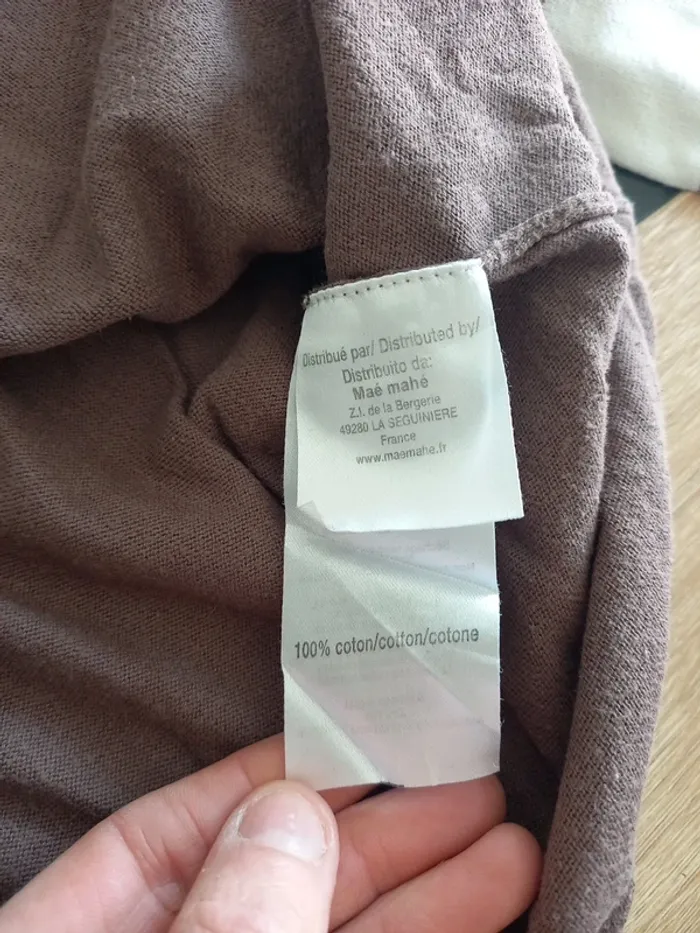 Distribué par/ Distributed by/
Distribuito da:
Maé mahé
Z.I. de la Bergerie
49280 LA SEGUINIERE
France
www.maemahe.fr
100% coton/cotton/cotone